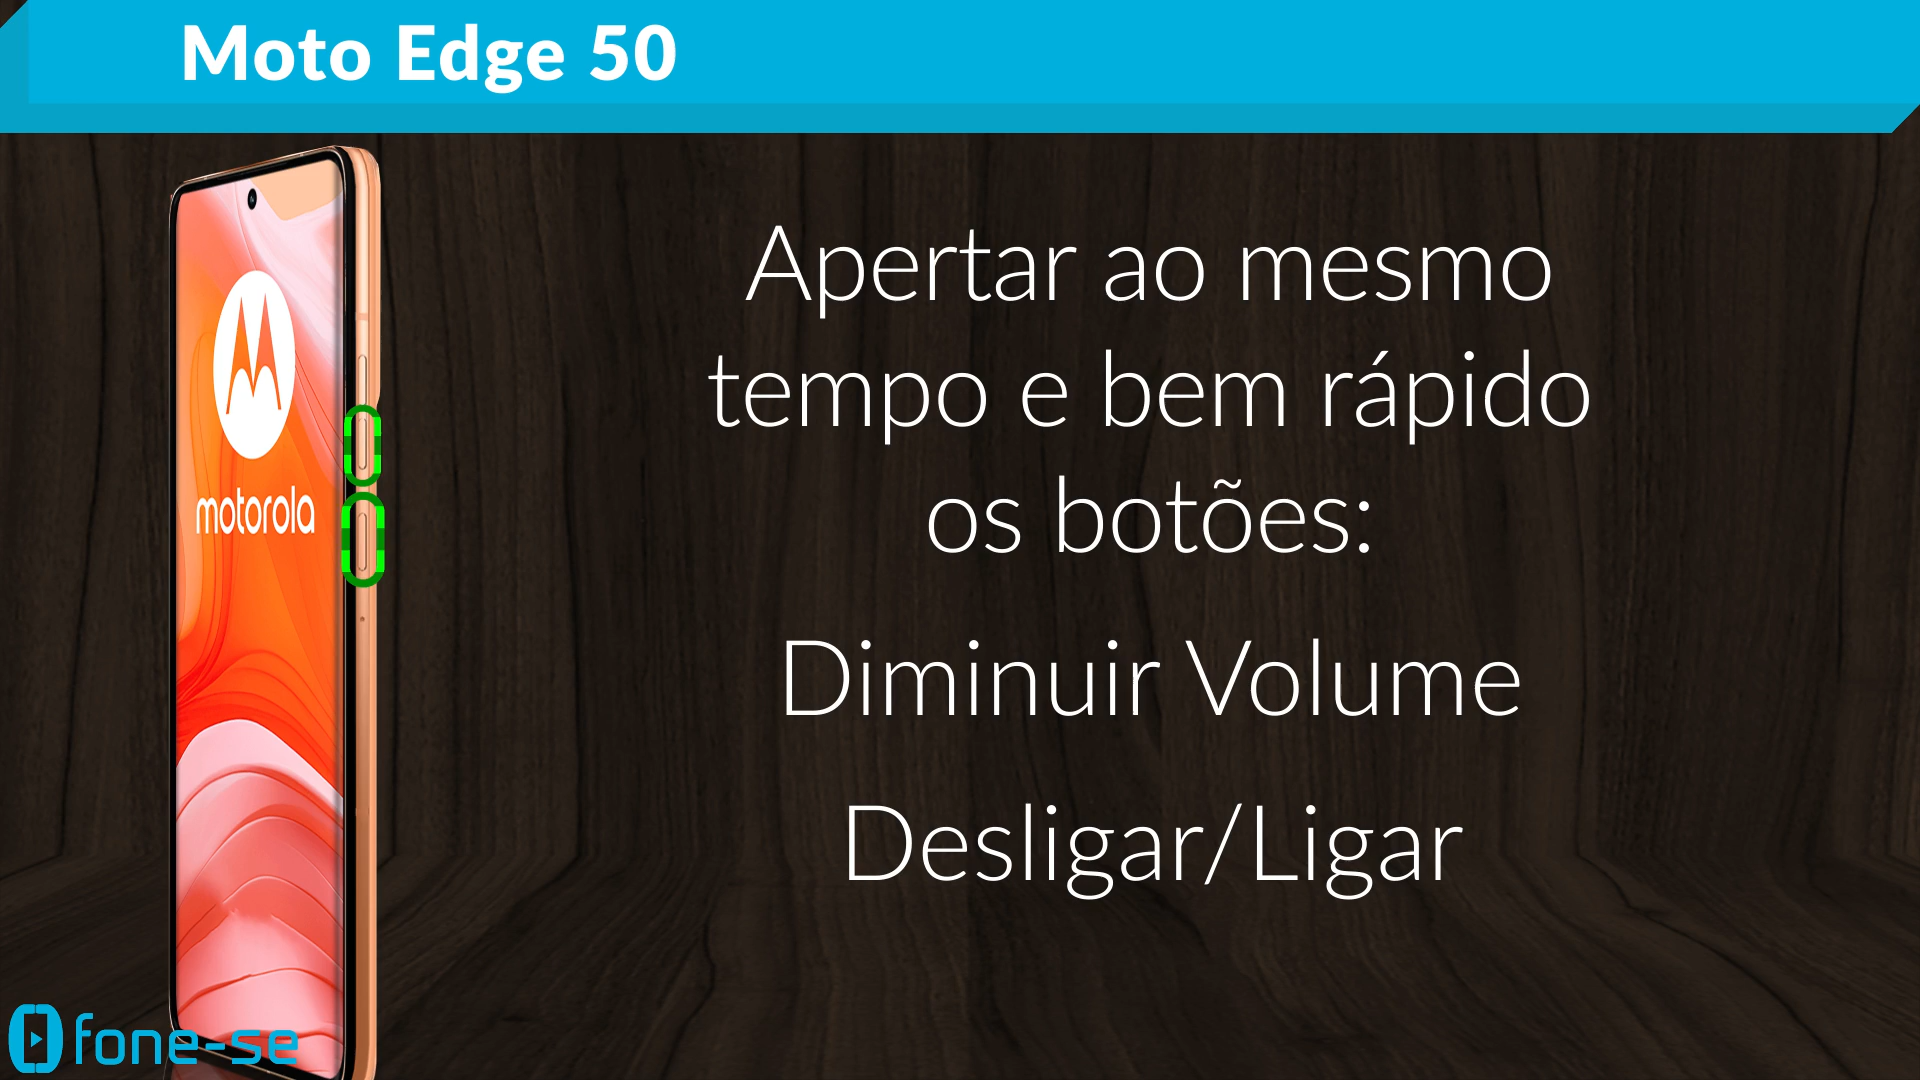 Moto Edge 50
Apertar ao mesmo
tempo e bem rápido
os botões:
Diminuir Volume
Desligar/Ligar
motorola
fone-se